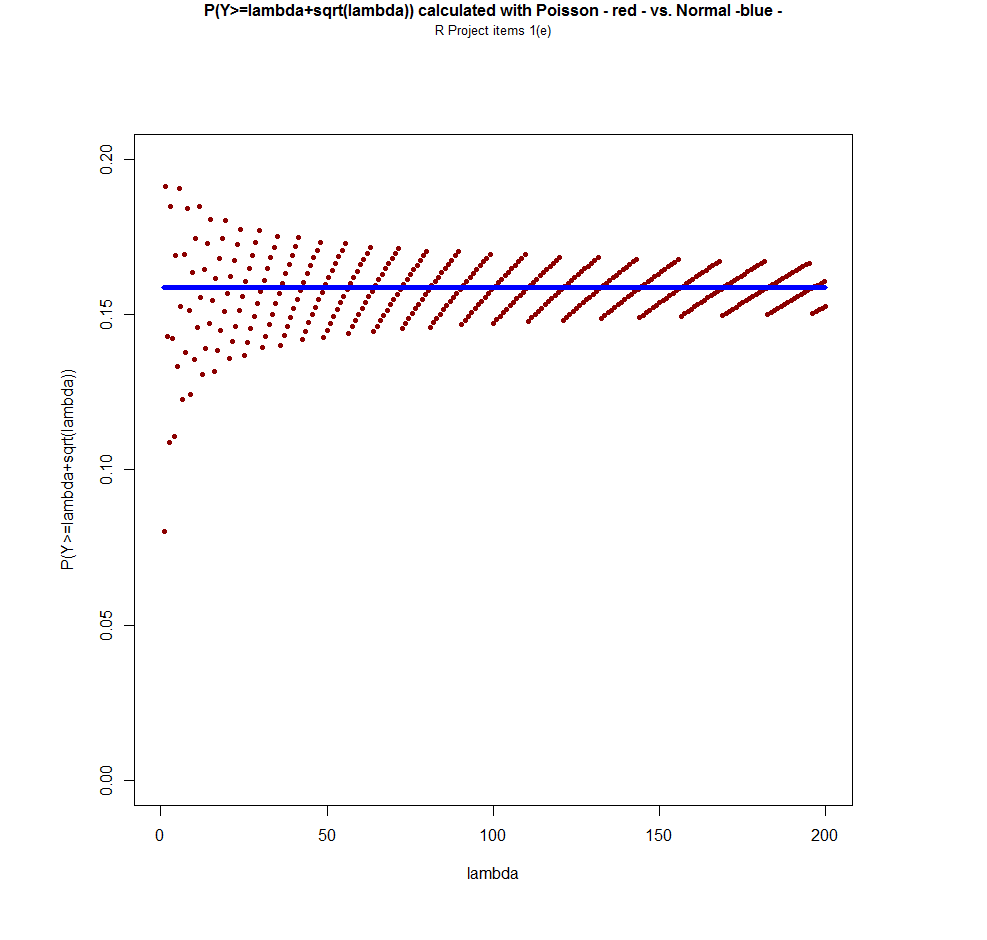 P(Y>=lambda+sqrt(lambda)) calculated with Poisson - red - vs. Normal -blue -
R Project items 1(e)
P(Y>=lambda+sqrt(lambda))
0.20
0.15
0.10
0.05
0.00
0 50 100 150 200
lambda